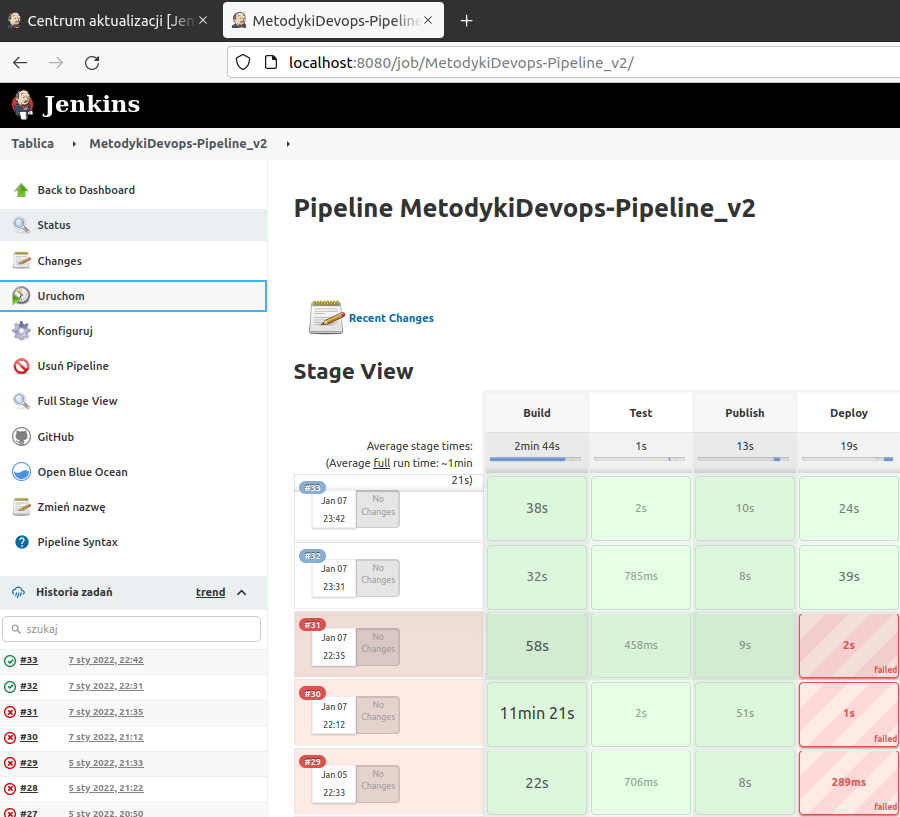 Centrum aktualizacji [Jen
MetodykiDevops-Pipeline
localhost:8080/job/MetodykiDevops-Pipeline_v2/
Jenkins
Tablica
MetodykiDevops-Pipeline_v2
Back to Dashboard
Status
Changes
Uruchom
Konfiguruj
Usuń Pipeline
Full Stage View
GitHub
Open Blue Ocean
Zmień nazwę
Pipeline Syntax
Historia zadań trend
szukaj
#33 7 sty 2022, 22:42
#32 7 sty 2022, 22:31
#31 7 sty 2022, 21:35
#30 7 sty 2022, 21:12
#29 5 sty 2022, 21:33
#28 5 sty 2022, 21:22
#27 5 sty 2022, 20:50
Pipeline MetodykiDevops-Pipeline_v2
Recent Changes
Stage View
Build Test Publish Deploy
Average stage times: 2min 44s 1s 13s 19s
(Average full run time: ~1min
21s)
#33
Jan 07 No
23:42 Changes
38s 2s 10s 24s
#32
Jan 07 No
23:31 Changes
32s 785ms 8s 39s
#31
Jan 07 No
22:35 Changes
58s 458ms 9s 2s
failed
#30
Jan 07 No
22:12 Changes
11min 21s 2s 51s 1s
failed
#29
Jan 05 No
22:33 Changes
22s 706ms 8s 289ms
failed